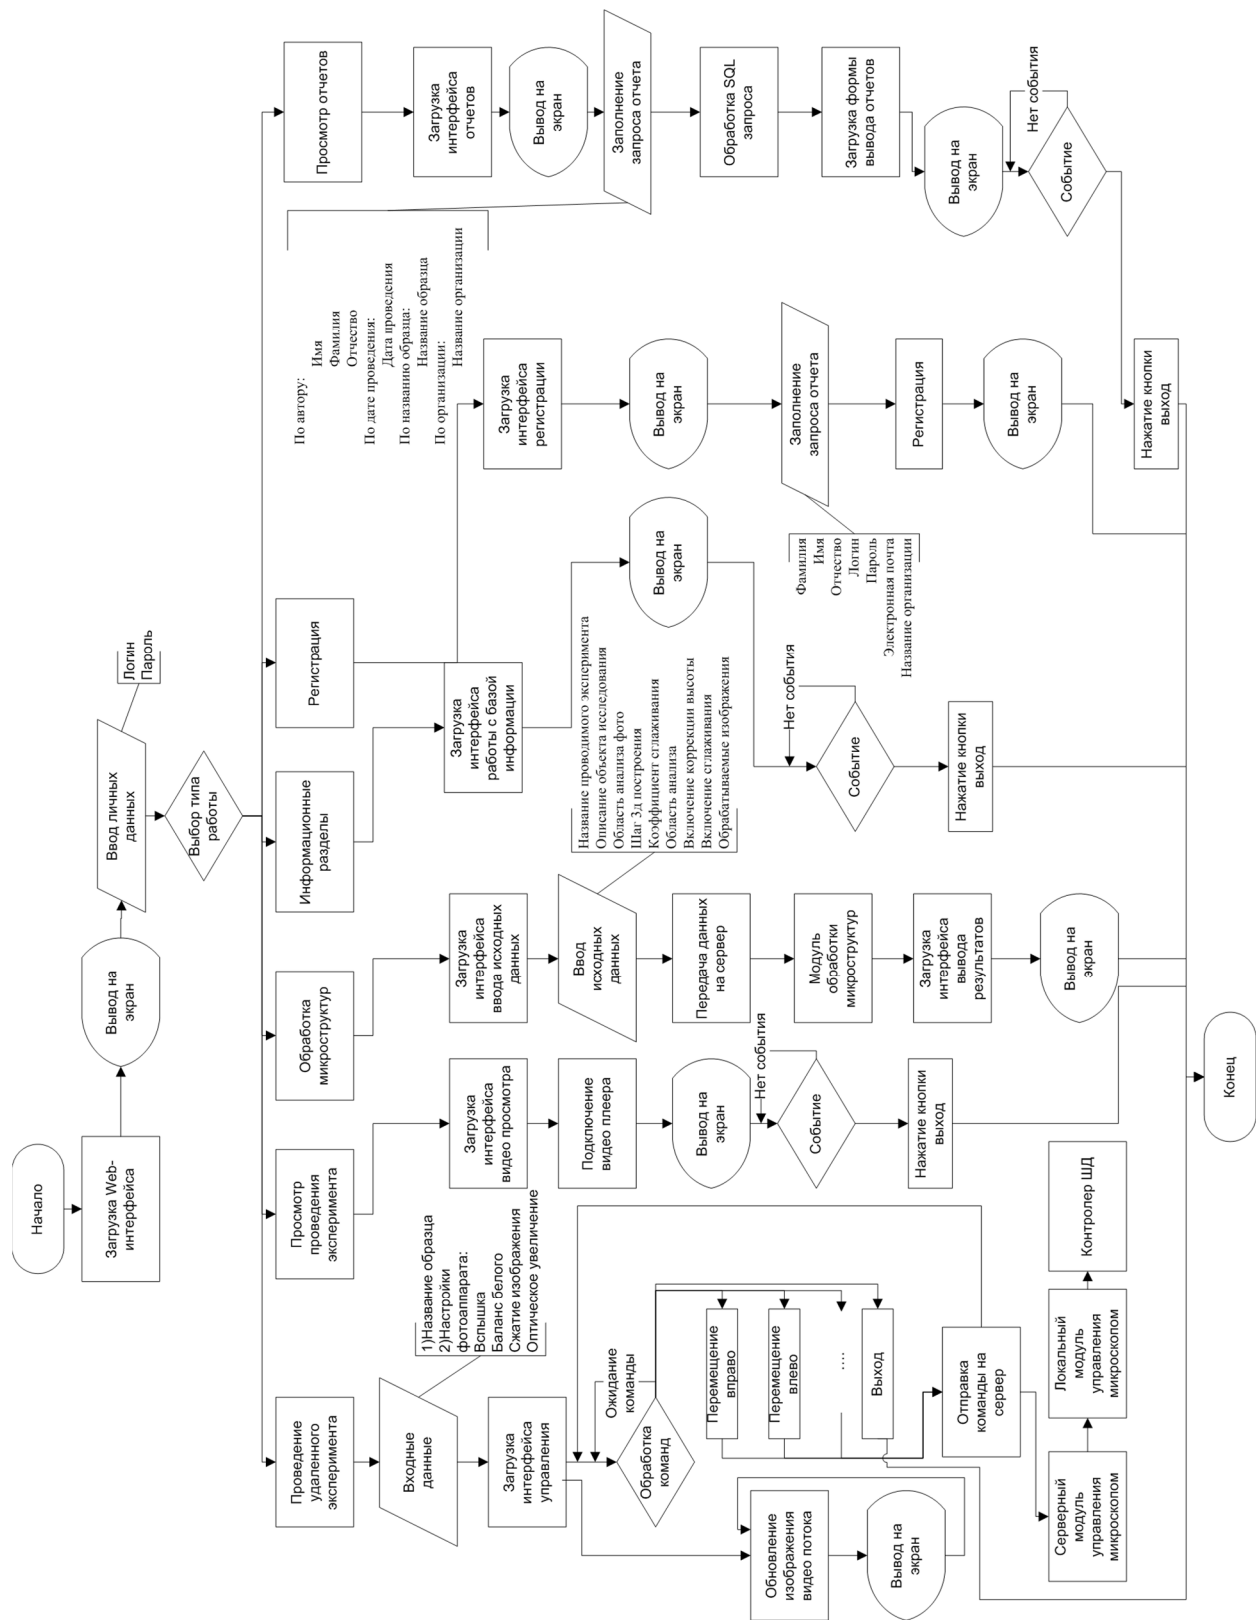 Начало
Загрузка Web-
интерфейса
Вывод на
экран
Ввод личных
данных
Логин
Пароль
Выбор типа
работы
Проведение
удаленного
эксперимента
Просмотр
проведения
эксперимента
Обработка
микроструктур
Информационные
разделы
Регистрация
Просмотр отчетов
Входные
данные
1)Название образца
2)Настройки
фотоаппарата:
Вспышка
Баланс белого
Сжатие изображения
Оптическое увеличение
Загрузка
интерфейса
управления
Ожидание
команды
Обработка
команд
Перемещение
вправо
Перемещение
влево
....
Выход
Отправка
команды на
сервер
Обновление
изображения
видео потока
Вывод на
экран
Серверный
модуль
управления
микроскопом
Локальный
модуль
управления
микроскопом
Контролер ШД
Загрузка
интерфейса
видео просмотра
Подключение
видео плеера
Вывод на
экран
Нет события
Событие
Нажатие кнопки
выход
Загрузка
интерфейса
ввода исходных
данных
Ввод
исходных
данных
Название проводимого эксперимента
Описание объекта исследования
Область анализа фото
Шаг 3д построения
Коэффициент сглаживания
Область анализа
Включение коррекции высоты
Включение сглаживания
Обрабатываемые изображения
Передача данных
на сервер
Модуль
обработки
микроструктур
Загрузка
интерфейса
вывода
результатов
Вывод на
экран
Загрузка
интерфейса
работы с базой
информации
Вывод на
экран
Нет события
Событие
Нажатие кнопки
выход
Загрузка
интерфейса
регистрации
Вывод на
экран
Заполнение
запроса отчета
Фамилия
Имя
Отчество
Логин
Пароль
Электронная почта
Название организации
Регистрация
Вывод на
экран
Загрузка
интерфейса
отчетов
Вывод на
экран
Заполнение
запроса отчета
По автору:
Имя
Фамилия
Отчество
По дате проведения:
Дата проведения
По названию образца:
Название образца
По организации:
Название организации
Обработка SQL
запроса
Загрузка формы
вывода отчетов
Вывод на
экран
Нет события
Событие
Нажатие кнопки
выход
Конец